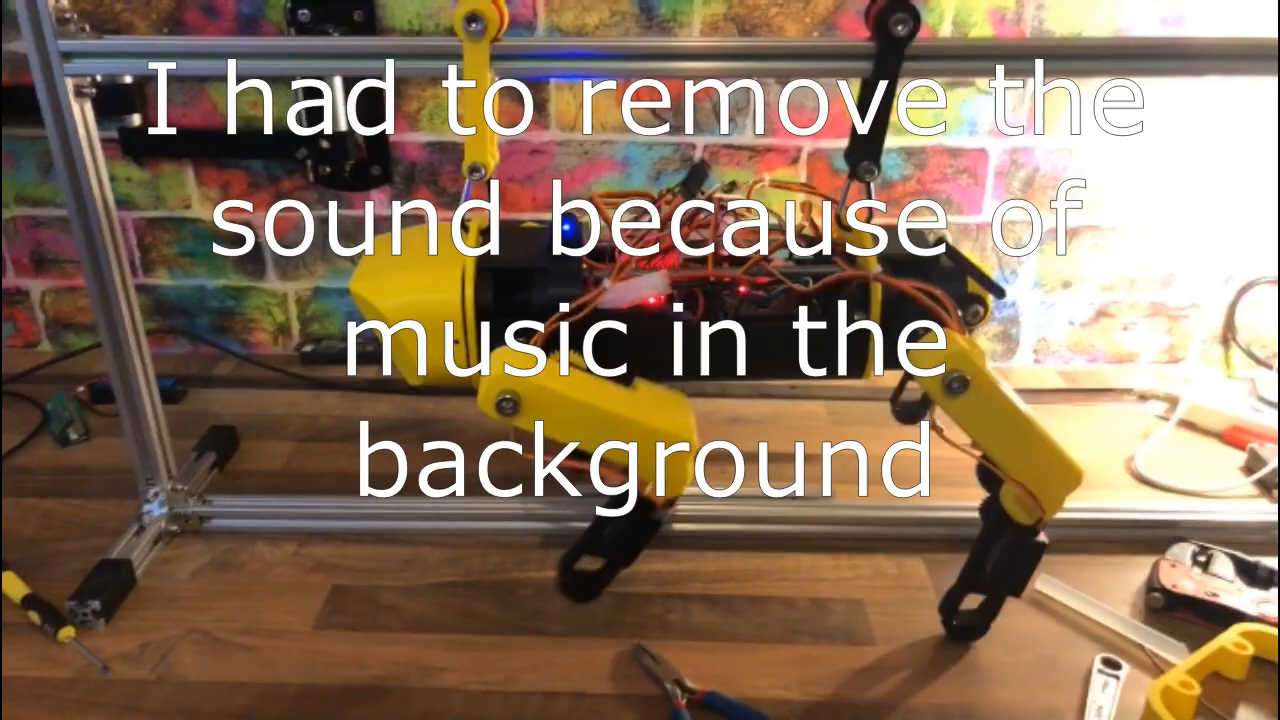 I had to remove the
sound because of
music in the
background